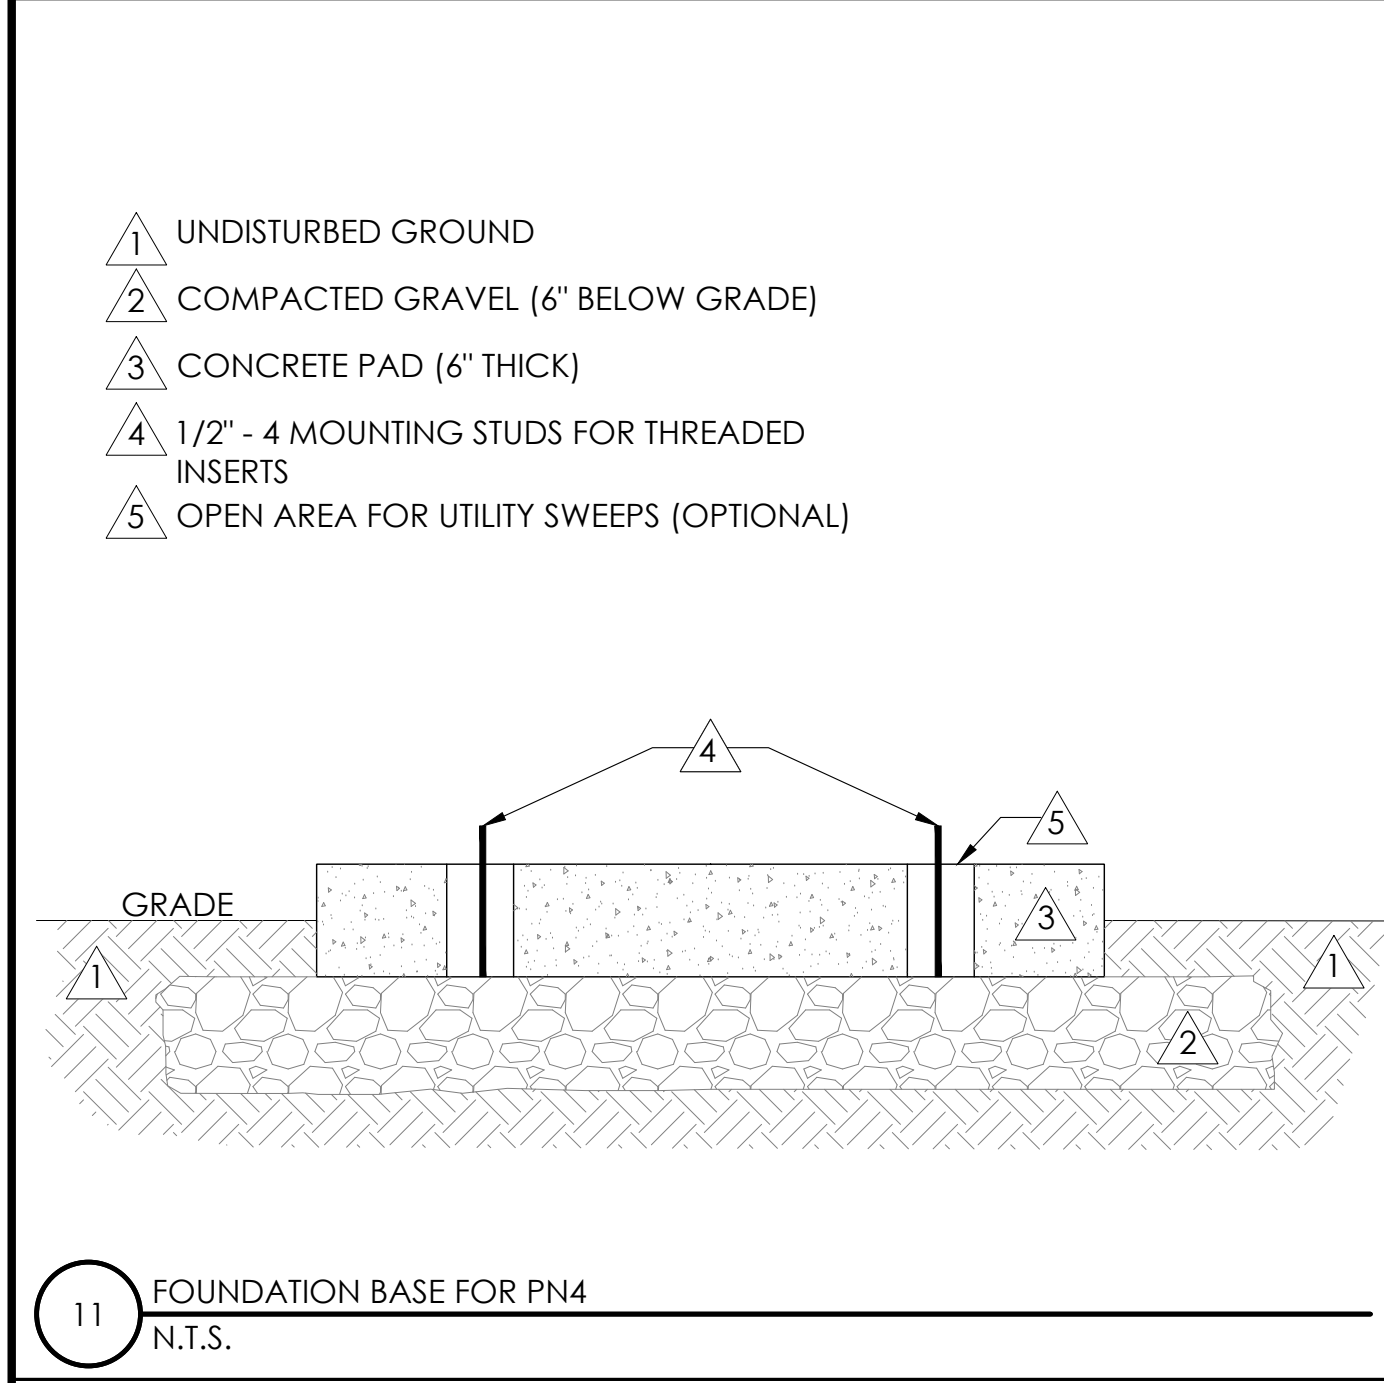 1 UNDISTURBED GROUND
2 COMPACTED GRAVEL (6" BELOW GRADE)
3 CONCRETE PAD (6" THICK)
4 1/2" - 4 MOUNTING STUDS FOR THREADED
INSERTS
5 OPEN AREA FOR UTILITY SWEEPS (OPTIONAL)
4
5
GRADE
3
1
1
2
11 FOUNDATION BASE FOR PN4
N.T.S.